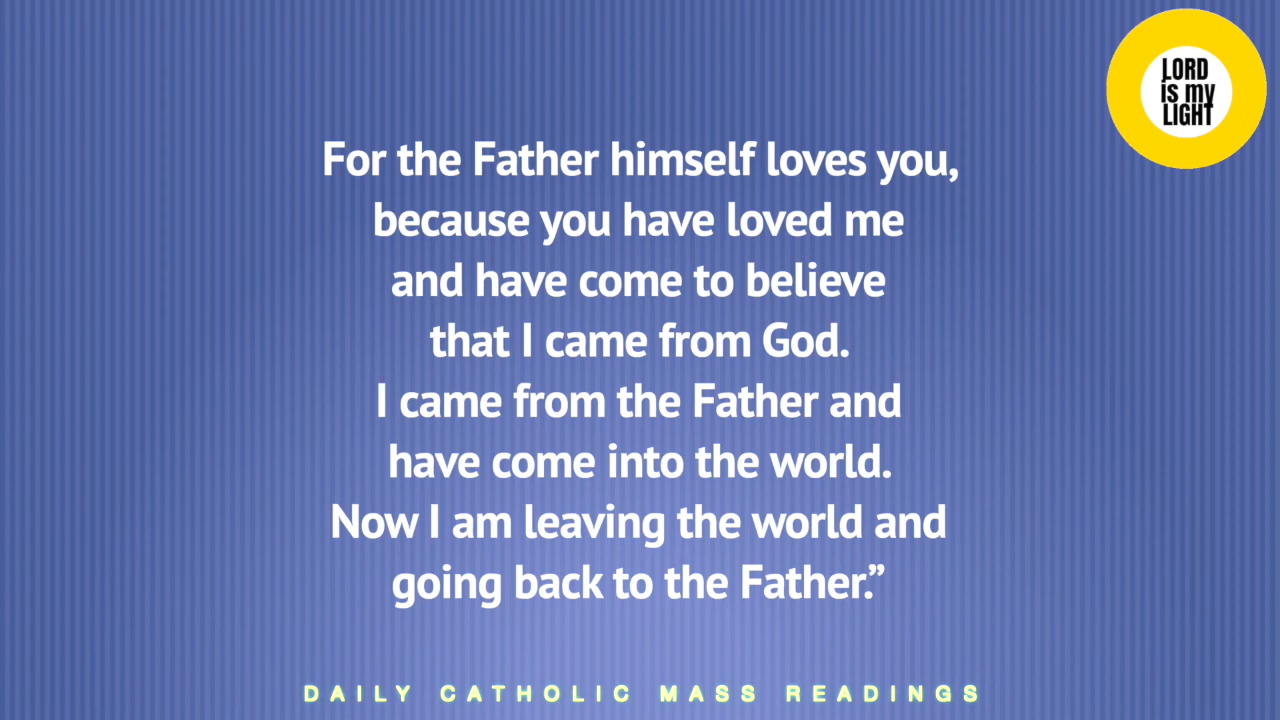 LORD
is my
LIGHT
For the Father himself loves you,
because you have loved me
and have come to believe
that I came from God.
I came from the Father and
have come into the world.
Now I am leaving the world and
going back to the Father.”
DAILY CATHOLIC MASS READINGS